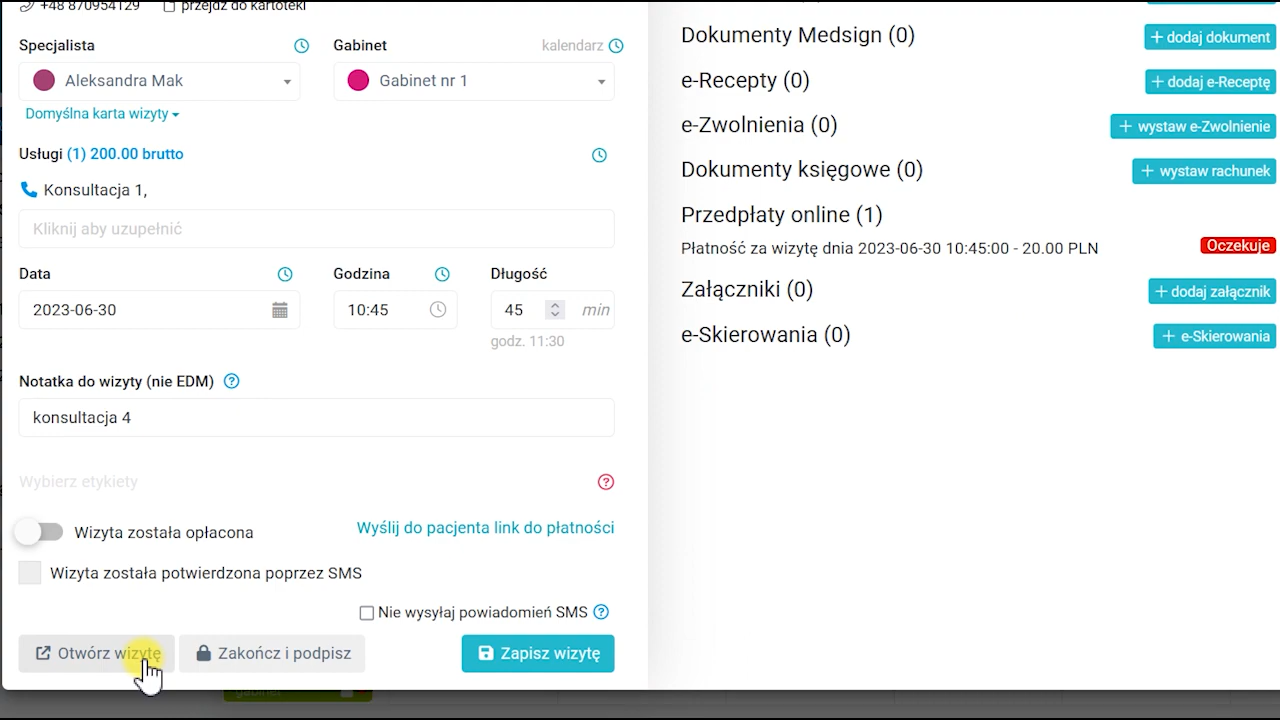 +48 870954129 przejdź do kartoteki
Specjalista
Gabinet kalendarz
Aleksandra Mak
Gabinet nr 1
Domyślna karta wizyty
Usługi (1) 200.00 brutto
Konsultacja 1,
Kliknij aby uzupełnić
Data
Godzina
Długość
2023-06-30
10:45
45 min
godz. 11:30
Notatka do wizyty (nie EDM) ?
konsultacja 4
Wybierz etykiety ?
Wizyta została opłacona
Wyślij do pacjenta link do płatności
Wizyta została potwierdzona poprzez SMS
Nie wysyłaj powiadomień SMS ?
Otwórz wizytę
Zakończ i podpisz
Zapisz wizytę
gabinet
Dokumenty Medsign (0)
+ dodaj dokument
e-Recepty (0)
+ dodaj e-Receptę
e-Zwolnienia (0)
+ wystaw e-Zwolnienie
Dokumenty księgowe (0)
+ wystaw rachunek
Przedpłaty online (1)
Płatność za wizytę dnia 2023-06-30 10:45:00 - 20.00 PLN
Oczekuje
Załączniki (0)
+ dodaj załącznik
e-Skierowania (0)
+ e-Skierowania